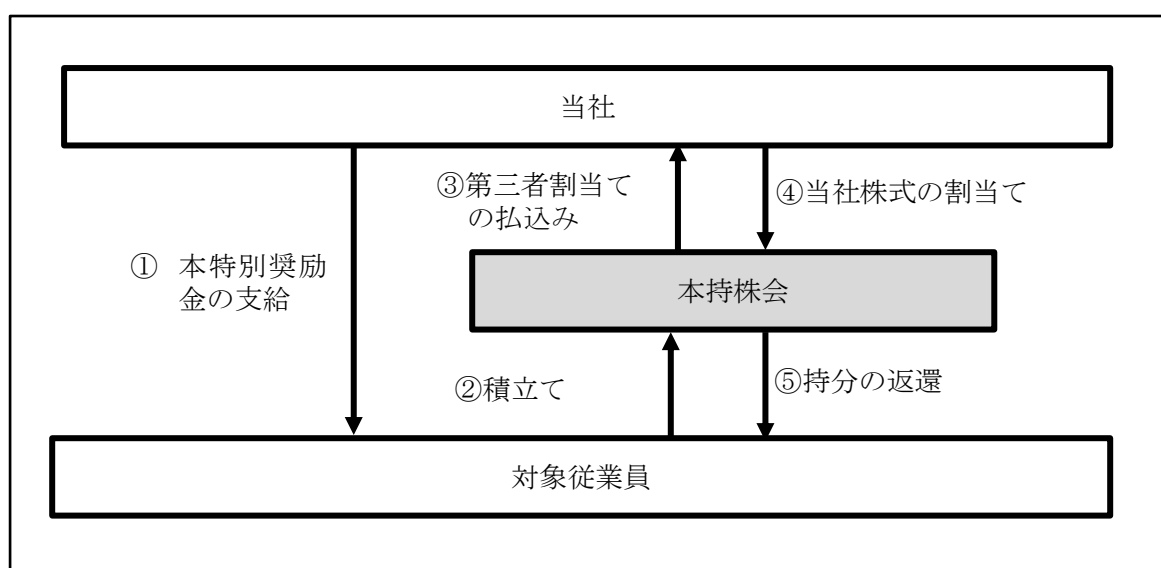 当社
③第三者割当て
の払込み
④当社株式の割当て
① 本特別奨励
金の支給
本持株会
②積立て
⑤持分の返還
対象従業員